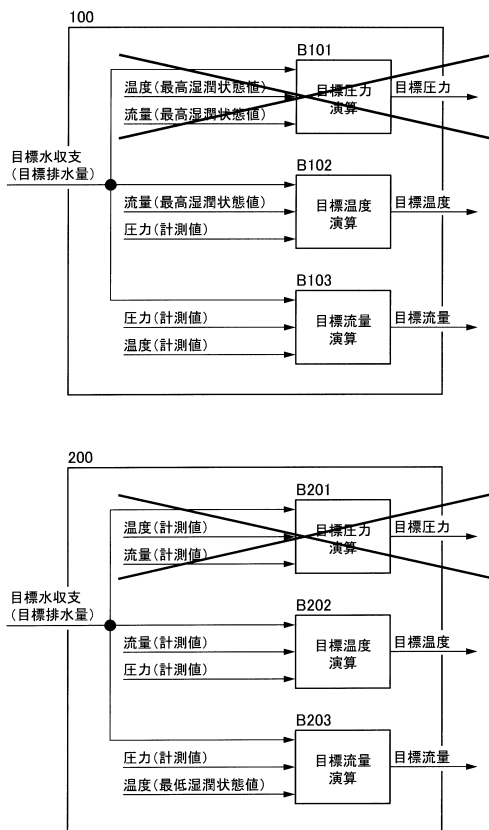 100
B101
温度(最高湿潤状態値)
流量(最高湿潤状態値)
目標圧力
演算
目標圧力
目標水収支
(目標排水量)
B102
流量(最高湿潤状態値)
圧力(計測値)
目標温度
演算
目標温度
B103
圧力(計測値)
温度(計測値)
目標流量
演算
目標流量
200
B201
温度(計測値)
流量(計測値)
目標圧力
演算
目標圧力
目標水収支
(目標排水量)
B202
流量(計測値)
圧力(計測値)
目標温度
演算
目標温度
B203
圧力(計測値)
温度(最低湿潤状態値)
目標流量
演算
目標流量